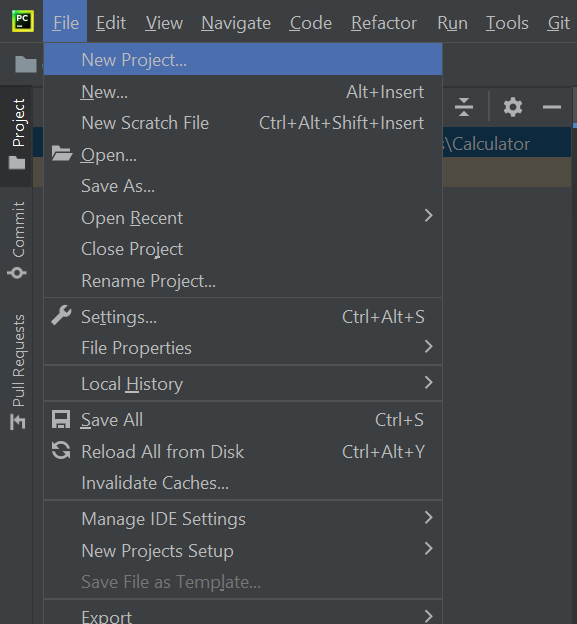 PC
File Edit View Navigate Code Refactor Run Tools Git
New Project...
New... Alt+Insert
New Scratch File Ctrl+Alt+Shift+Insert
Open...
\Calculator
Save As...
Open Recent
Close Project
Rename Project...
Settings... Ctrl+Alt+S
File Properties
Local History
Save All Ctrl+S
Reload All from Disk Ctrl+Alt+Y
Invalidate Caches...
Manage IDE Settings
New Projects Setup
Save File as Template...
Export
Project
Commit
Pull Requests